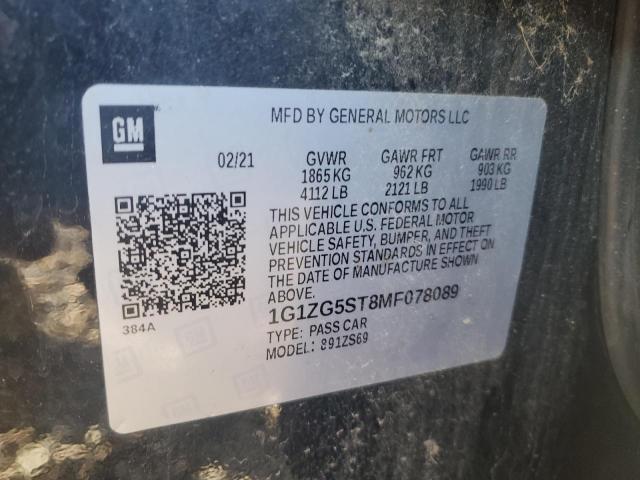 GM
MFD BY GENERAL MOTORS LLC
02/21 GVWR GAWR FRT GAWR RR
1865 KG 962 KG 903 KG
4112 LB 2121 LB 1990 LB
THIS VEHICLE CONFORMS TO ALL
APPLICABLE U.S. FEDERAL MOTOR
VEHICLE SAFETY, BUMPER, AND THEFT
PREVENTION STANDARDS IN EFFECT ON
THE DATE OF MANUFACTURE SHOWN
ABOVE.
1G1ZG5ST8MF078089
TYPE: PASS CAR
MODEL: 891ZS69
384A